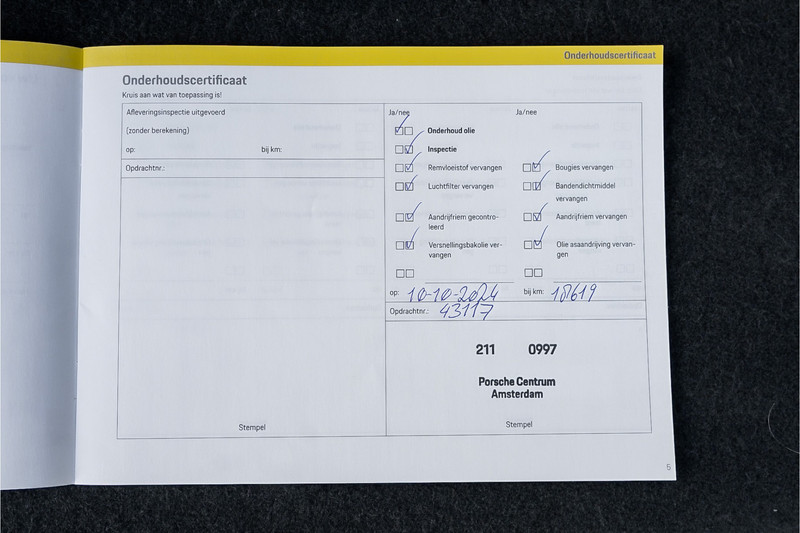 Onderhoudscertificaat
Onderhoudscertificaat
Kruis aan wat van toepassing is!
Afleveringsinspectie uitgevoerd
(zonder berekening)
op:
bij km:
Opdrachtnr.:
Stempel
Ja/nee
Ja/nee
Onderhoud olie
Inspectie
Remvloeistof vervangen
Bougies vervangen
Luchtfilter vervangen
Bandendichtmiddel
vervangen
Aandrijfriem gecontro-
leerd
Aandrijfriem vervangen
Versnellingsbakolie ver-
vangen
Olie asaandrijving vervan-
gen
op: 10-10-2024
bij km: 18619
Opdrachtnr.: 43117
211 0997
Porsche Centrum
Amsterdam
Stempel
5